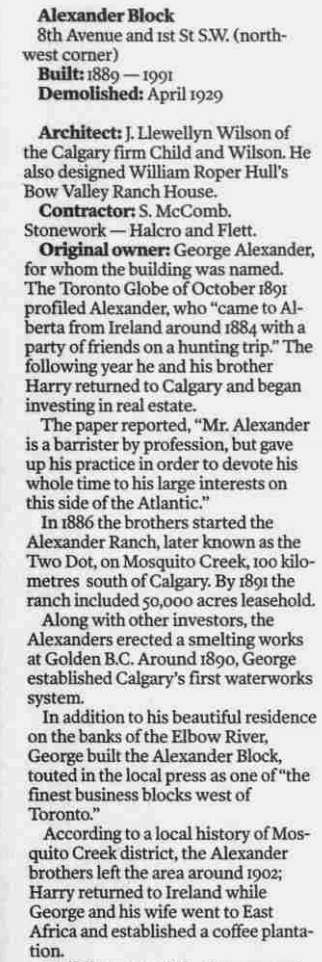 Alexander Block
8th Avenue and 1st St S.W. (north-
west corner)
Built: 1889 — 1991
Demolished: April 1929
Architect: J. Llewellyn Wilson of
the Calgary firm Child and Wilson. He
also designed William Roper Hull's
Bow Valley Ranch House.
Contractor: S. McComb.
Stonework — Halcro and Flett.
Original owner: George Alexander,
for whom the building was named.
The Toronto Globe of October 1891
profiled Alexander, who "came to Al-
berta from Ireland around 1884 with a
party of friends on a hunting trip." The
following year he and his brother
Harry returned to Calgary and began
investing in real estate.
The paper reported, "Mr. Alexander
is a barrister by profession, but gave
up his practice in order to devote his
whole time to his large interests on
this side of the Atlantic."
In 1886 the brothers started the
Alexander Ranch, later known as the
Two Dot, on Mosquito Creek, 100 kilo-
metres south of Calgary. By 1891 the
ranch included 50,000 acres leasehold.
Along with other investors, the
Alexanders erected a smelting works
at Golden B.C. Around 1890, George
established Calgary's first waterworks
system.
In addition to his beautiful residence
on the banks of the Elbow River,
George built the Alexander Block,
touted in the local press as one of "the
finest business blocks west of
Toronto."
According to a local history of Mos-
quito Creek district, the Alexander
brothers left the area around 1902;
Harry returned to Ireland while
George and his wife went to East
Africa and established a coffee planta-
tion.